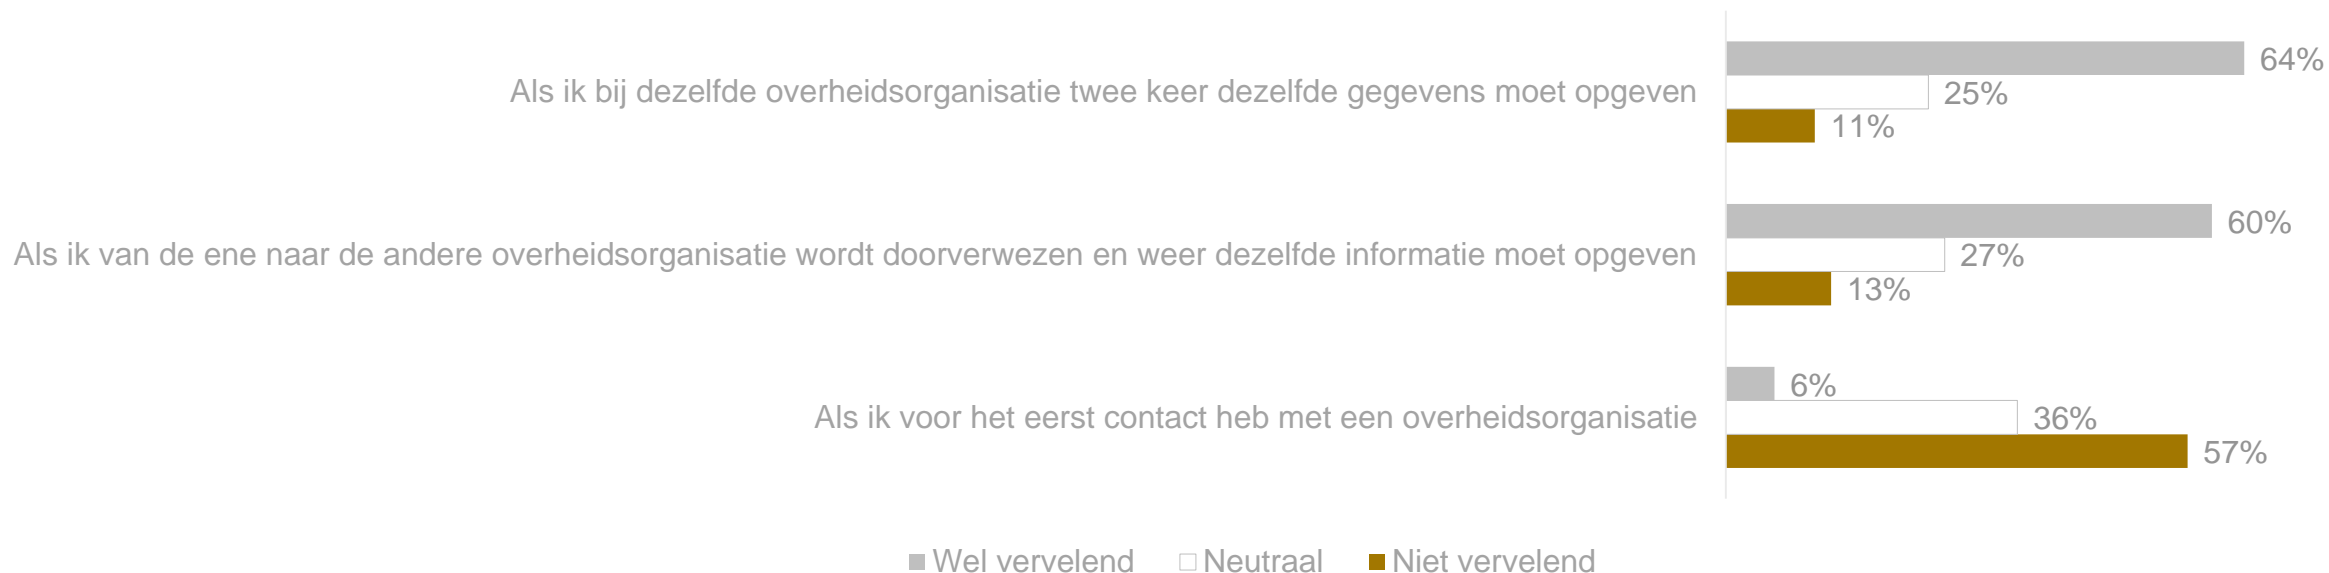 64%
Als ik bij dezelfde overheidsorganisatie twee keer dezelfde gegevens moet opgeven
25%
11%
60%
Als ik van de ene naar de andere overheidsorganisatie wordt doorverwezen en weer dezelfde informatie moet opgeven
27%
13%
6%
Als ik voor het eerst contact heb met een overheidsorganisatie
36%
57%
Wel vervelend Neutraal Niet vervelend